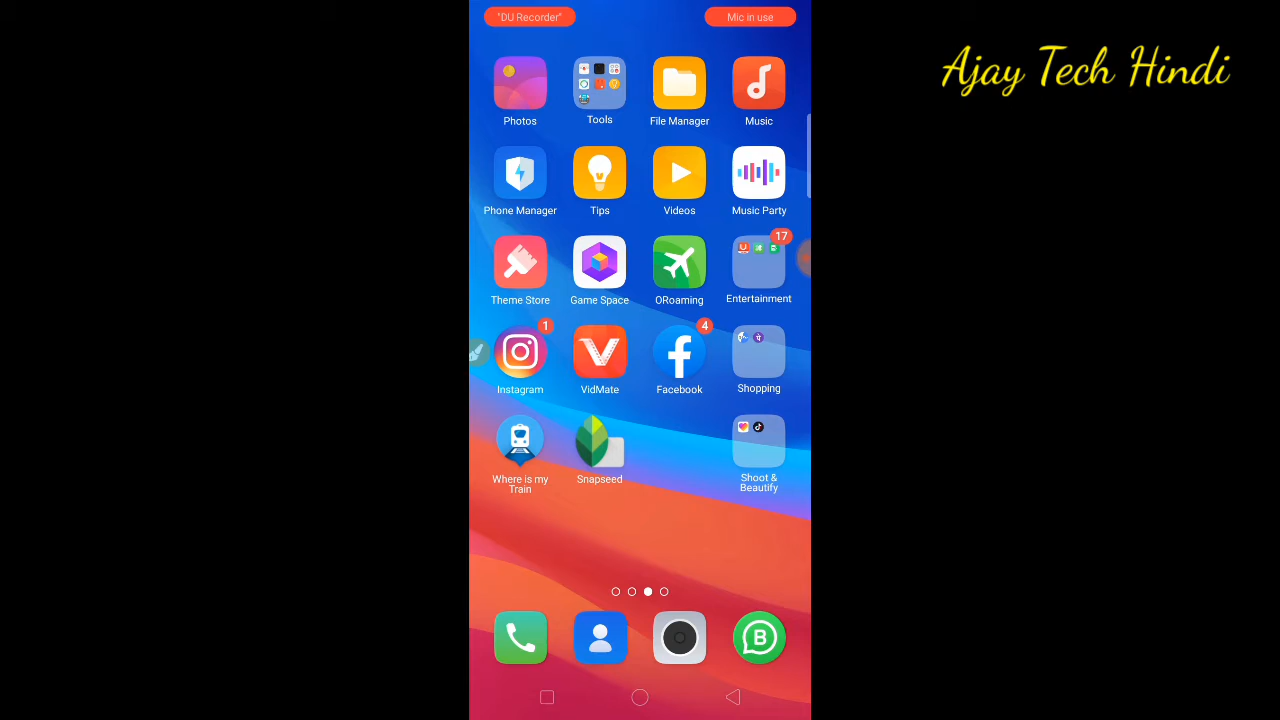 "DU Recorder"
Mic in use
Ajay Tech Hindi
Photos
Tools
File Manager
Music
Phone Manager
Tips
Videos
Music Party
17
Theme Store
Game Space
ORoaming
Entertainment
1
4
Instagram
VidMate
Facebook
Shopping
Where is my
Train
Snapseed
Shoot &
Beautify
B